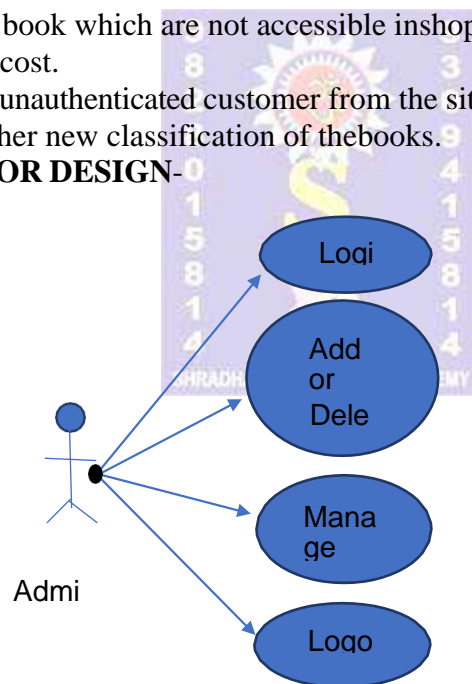 book which are not accessible inshop
cost.
unauthenticated customer from the sit
her new classification of thebooks.
OR DESIGN-
Logi
Add
or
Dele
Mana
ge
Logo
Admi